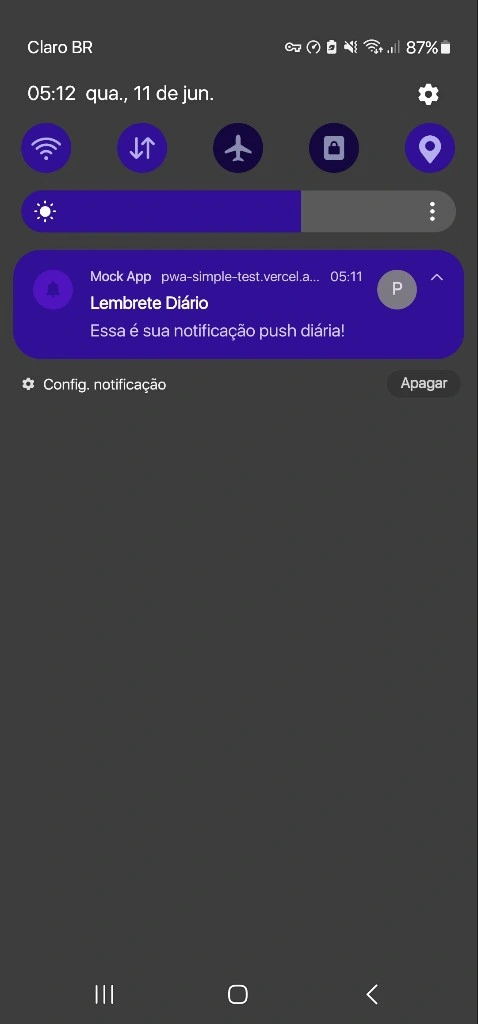 Claro BR 87%
05:12 qua., 11 de jun.
Mock App pwa-simple-test.vercel.a... 05:11
P
Lembrete Diário
Essa é sua notificação push diária!
Config. notificação Apagar